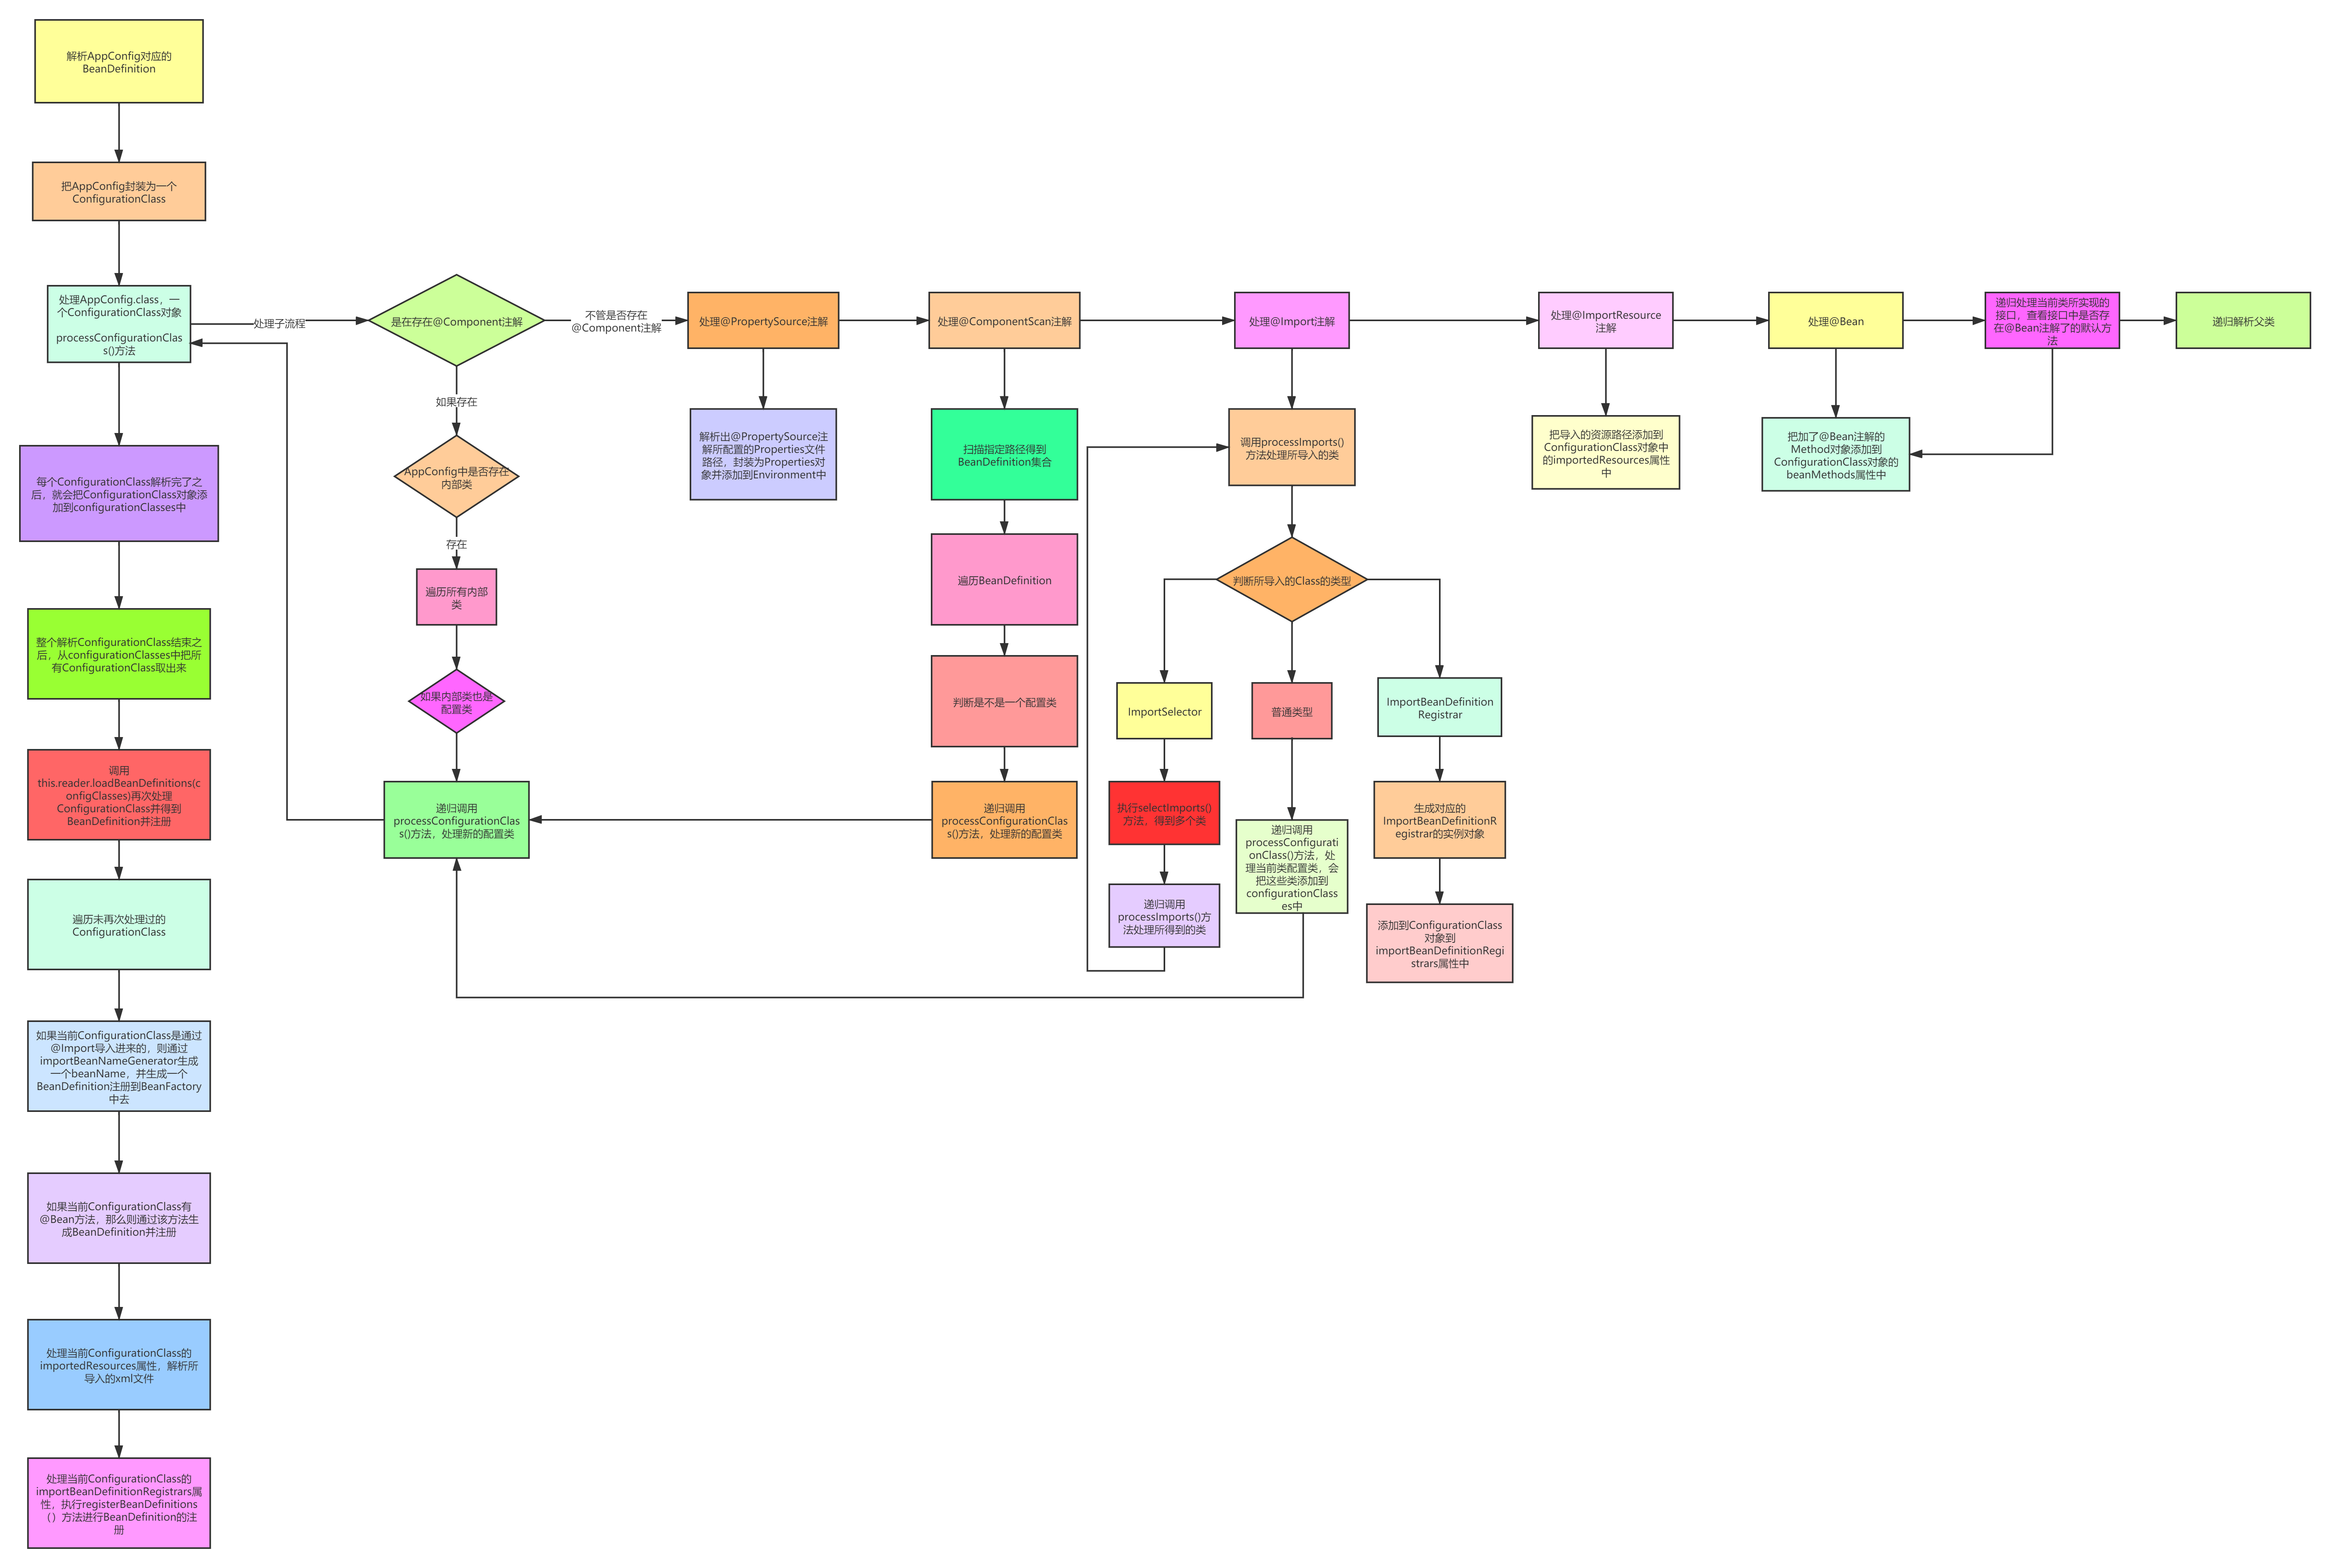 解析AppConfig对应的
BeanDefinition
把AppConfig封装为一个
ConfigurationClass
处理AppConfig.class，一
个ConfigurationClass对象
processConfigurationClas
s()方法
处理子流程
每个ConfigurationClass解析完了之
后，就会把ConfigurationClass对象添
加到configurationClasses中
整个解析ConfigurationClass结束之
后，从configurationClasses中把所
有ConfigurationClass取出来
调用
this.reader.loadBeanDefinitions(c
onfigClasses)再次处理
ConfigurationClass并得到
BeanDefinition并注册
遍历未再次处理过的
ConfigurationClass
如果当前ConfigurationClass是通过
@Import导入进来的，则通过
importBeanNameGenerator生成
一个beanName，并生成一个
BeanDefinition注册到BeanFactory
中去
如果当前ConfigurationClass有
@Bean方法，那么则通过该方法生
成BeanDefinition并注册
处理当前ConfigurationClass的
importedResources属性，解析所
导入的xml文件
处理当前ConfigurationClass的
importBeanDefinitionRegistrars属
性，执行registerBeanDefinitions
（）方法进行BeanDefinition的注
册
是在存在@Component注解
如果存在
AppConfig中是否存在
内部类
存在
遍历所有内部
类
如果内部类也是
配置类
递归调用
processConfigurationClas
s()方法，处理新的配置类
不管是否存在
@Component注解
处理@PropertySource注解
解析出@PropertySource注
解所配置的Properties文件
路径，封装为Properties对
象并添加到Environment中
处理@ComponentScan注解
扫描指定路径得到
BeanDefinition集合
遍历BeanDefinition
判断是不是一个配置类
递归调用
processConfigurationClas
s()方法，处理新的配置类
处理@Import注解
调用processImports()
方法处理所导入的类
判断所导入的Class的类型
ImportSelector
执行selectImports()
方法，得到多个类
递归调用
processImports()方
法处理所得到的类
普通类型
递归调用
processConfigurati
onClass()方法，处
理当前类配置类，会
把这些类添加到
configurationClass
es中
ImportBeanDefinition
Registrar
生成对应的
ImportBeanDefinitionR
egistrar的实例对象
添加到ConfigurationClass
对象到
importBeanDefinitionRegi
strars属性中
处理@ImportResource
注解
把导入的资源路径添加到
ConfigurationClass对象中
的importedResources属性
中
处理@Bean
把加了@Bean注解的
Method对象添加到
ConfigurationClass对象的
beanMethods属性中
递归处理当前类所实现的
接口，查看接口中是否存
在@Bean注解了的默认方
法
递归解析父类